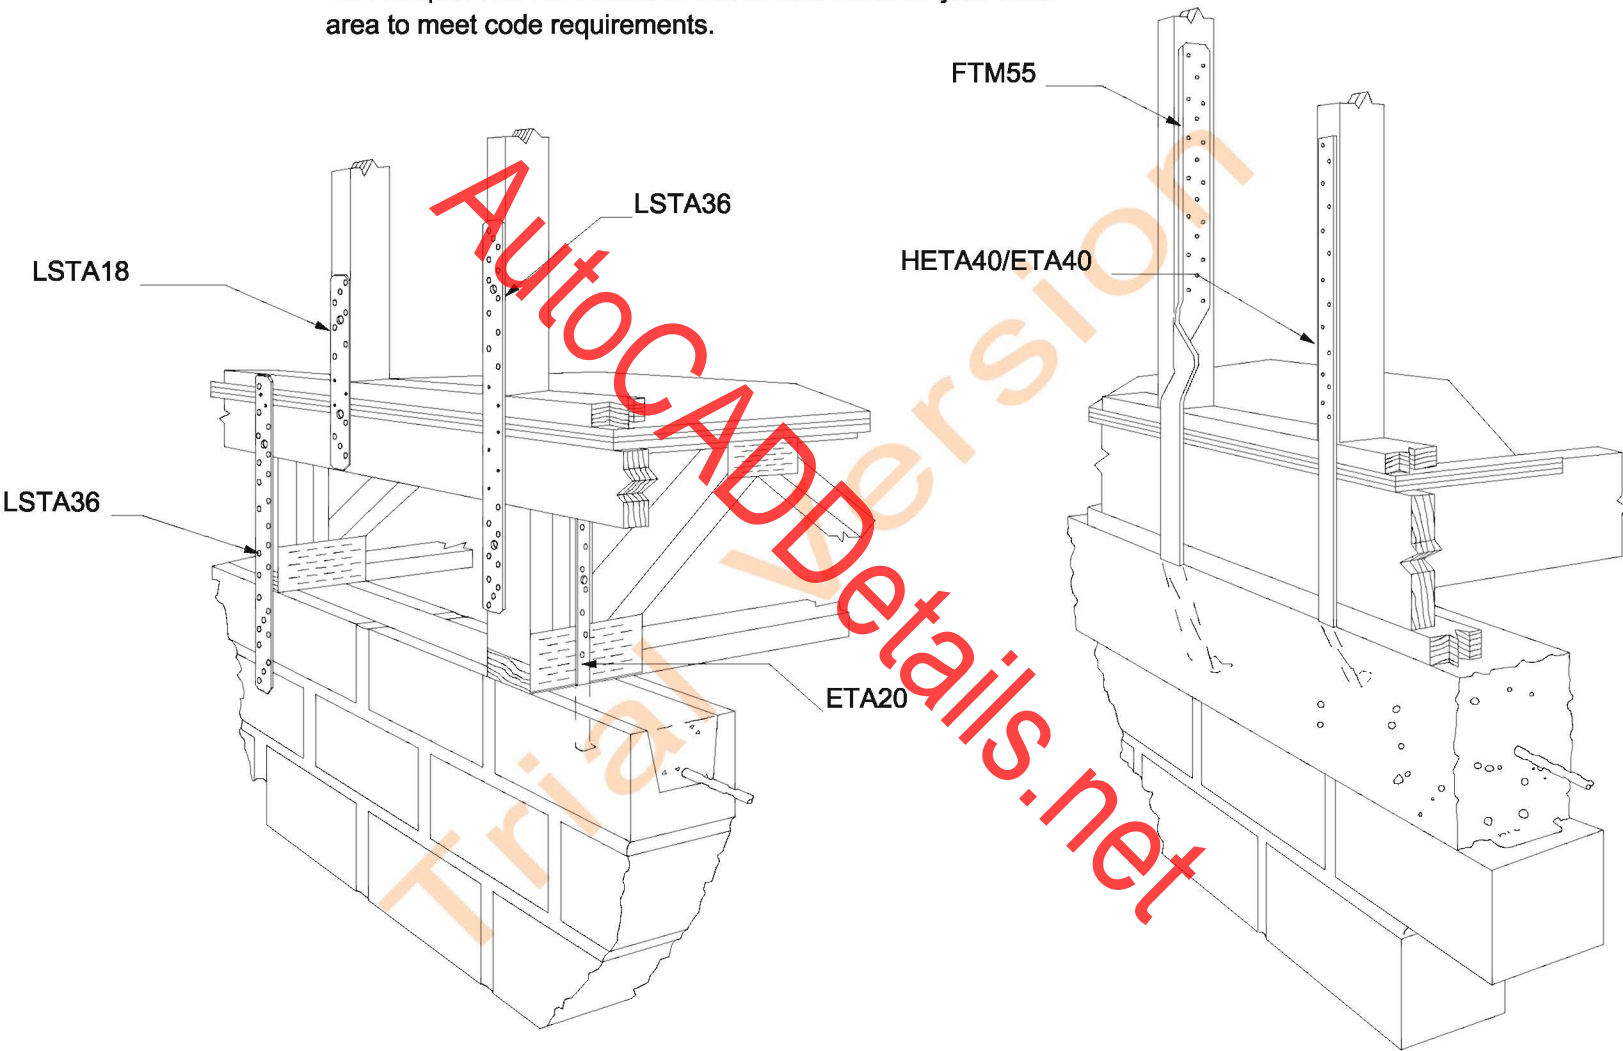 area to meet code requirements.
FTM55
LSTA36
LSTA18
HETA40/ETA40
LSTA36
ETA20
AutoCADDetails.net
Trial Version